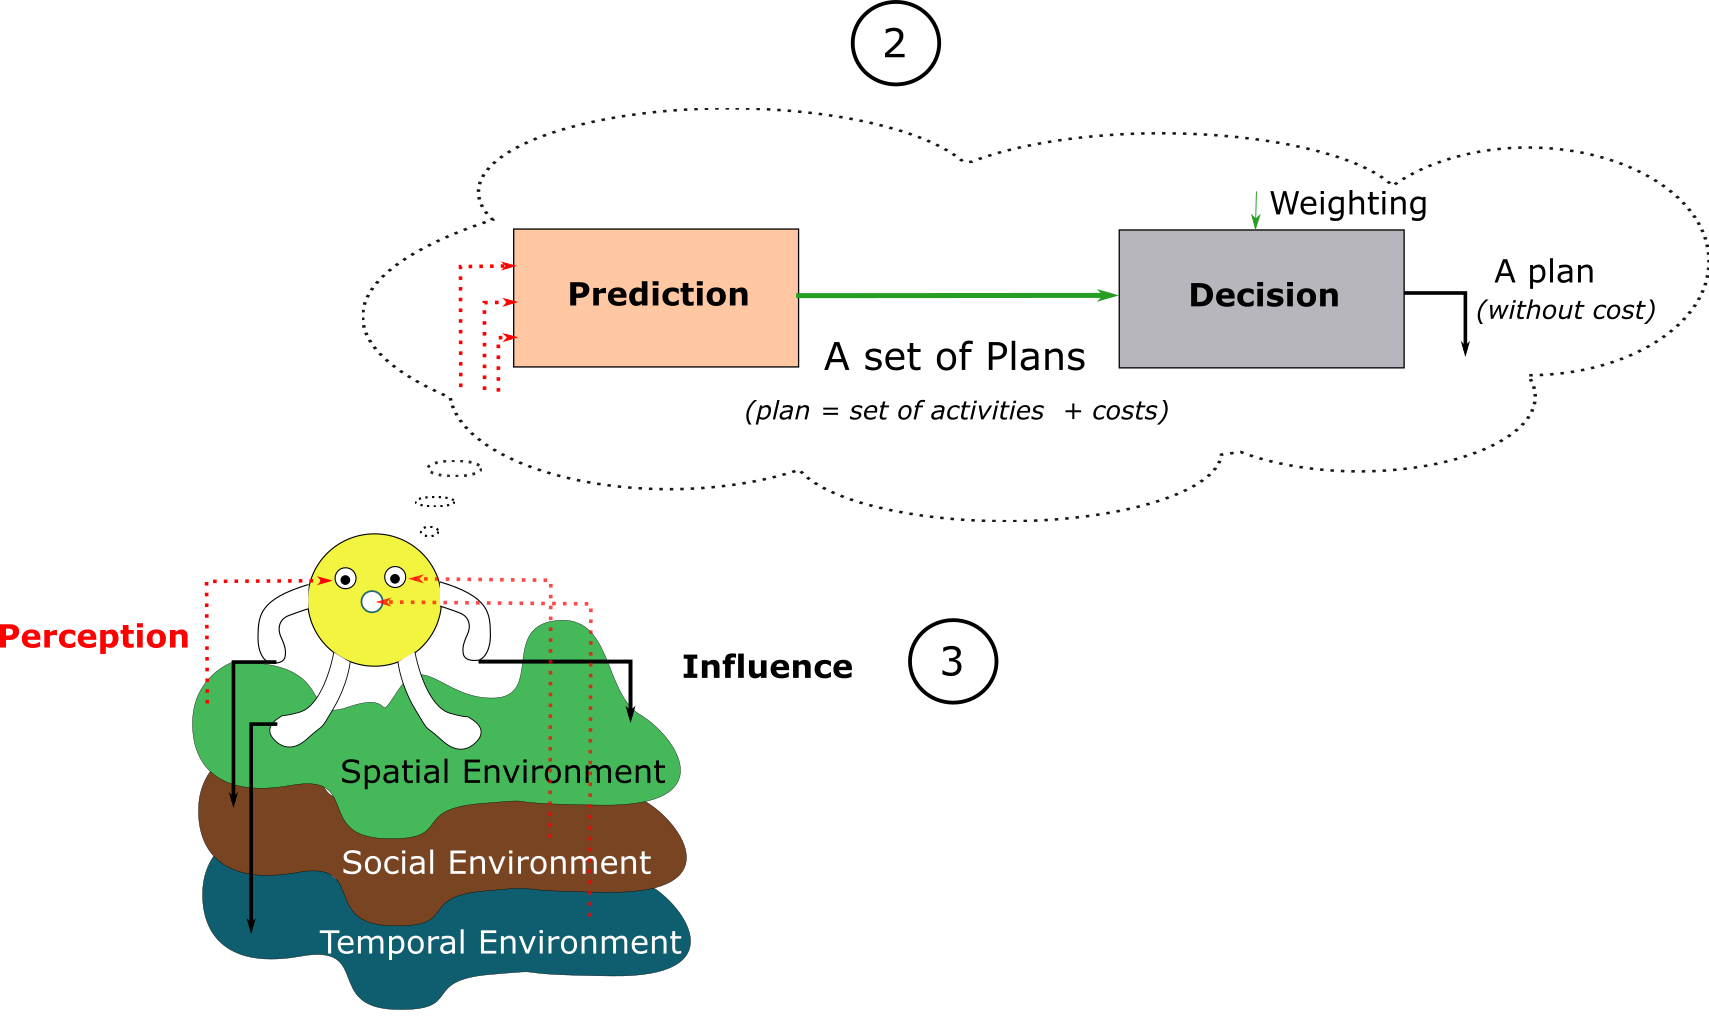 2
Weighting
Prediction
Decision
A plan
(without cost)
A set of Plans
(plan = set of activities + costs)
Perception
Influence
3
Spatial Environment
Social Environment
Temporal Environment